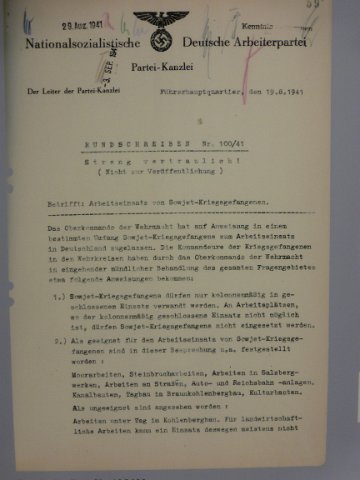 29. Aug. 1941
Nationalsozialistische Deutsche Arbeiterpartei
Partei-Kanzlei
Der Leiter der Partei-Kanzlei
Führerhauptquartier, den 19.8.1941
RUNDSCHREIBEN Nr. 100/41
Streng vertraulich!
(Nicht zur Veröffentlichung)
Betrifft: Arbeitseinsatz von Sowjet-Kriegsgefangenen.
Das Oberkommando der Wehrmacht hat auf Anweisung in einem
bestimmten Umfang Sowjet-Kriegsgefangene zum Arbeitseinsatz
in Deutschland zugelassen. Die Kommandeure der Kriegsgefangenen
in den Wehrkreisen haben durch das Oberkommando der Wehrmacht
in eingehender mündlicher Behandlung des gesamten Fragengebietes
etwa folgende Anweisungen bekommen:
1.) Sowjet-Kriegsgefangene dürfen nur kolonnenmäßig in ge-
schlossenem Einsatz verwandt werden. An Arbeitsplätzen,
wo der kolonnenmäßig geschlossene Einsatz nicht möglich
ist, dürfen Sowjet-Kriegsgefangene nicht eingesetzt werden.
2.) Als geeignet für den Arbeitseinsatz von Sowjet-Kriegsge-
fangenen sind in dieser Besprechung u.a. festgestellt
worden:
Moorarbeiten, Steinbrucharbeiten, Arbeiten in Salzberg-
werken, Arbeiten an Straßen, Auto- und Reichsbahn-anlagen,
Kanalbauten, Tagbau im Braunkohlenbergbau, Kulturbauten.
Als ungeeignet sind angesehen worden:
Arbeiten unter Tag im Kohlenbergbau. Für landwirtschaft-
liche Arbeiten kann ein Einsatz deswegen meistens nicht